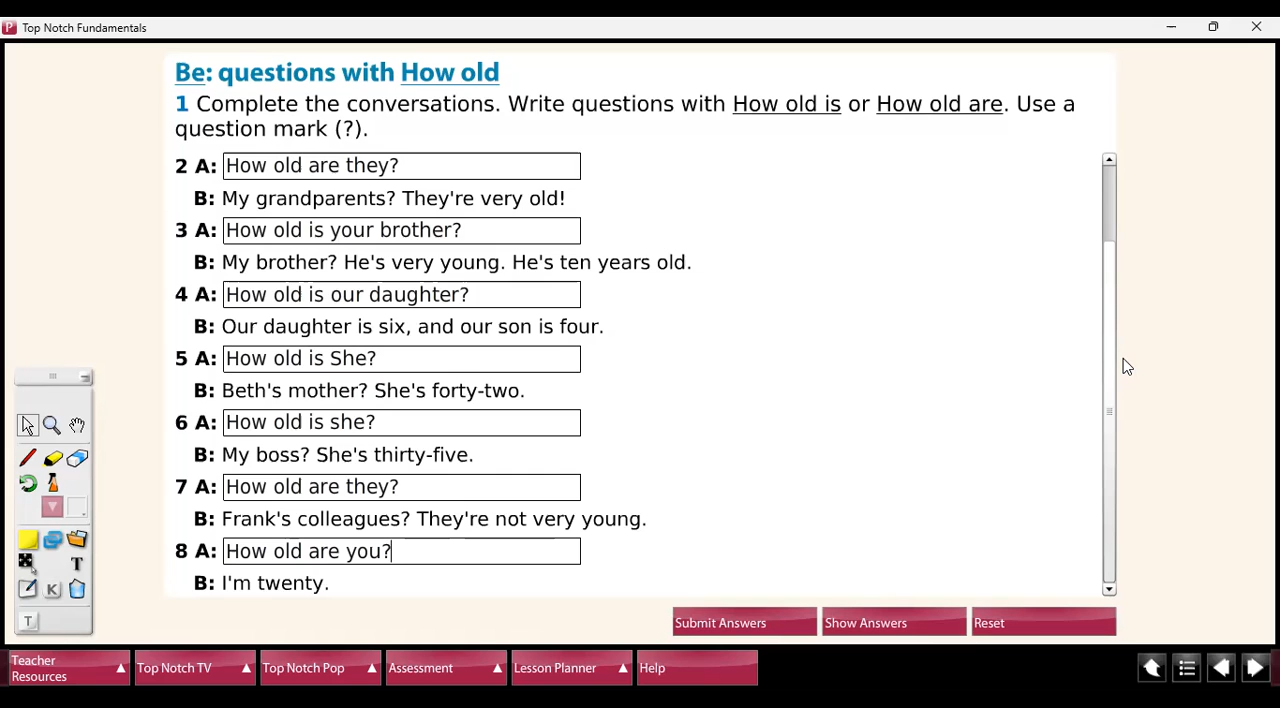 Top Notch Fundamentals
Be: questions with How old
1 Complete the conversations. Write questions with How old is or How old are. Use a
question mark (?).
2 A: How old are they?
B: My grandparents? They're very old!
3 A: How old is your brother?
B: My brother? He's very young. He's ten years old.
4 A: How old is our daughter?
B: Our daughter is six, and our son is four.
5 A: How old is She?
B: Beth's mother? She's forty-two.
6 A: How old is she?
B: My boss? She's thirty-five.
7 A: How old are they?
B: Frank's colleagues? They're not very young.
8 A: How old are you?
B: I'm twenty.
T
K
T
Submit Answers Show Answers Reset
Teacher
Resources
Top Notch TV Top Notch Pop Assessment Lesson Planner Help